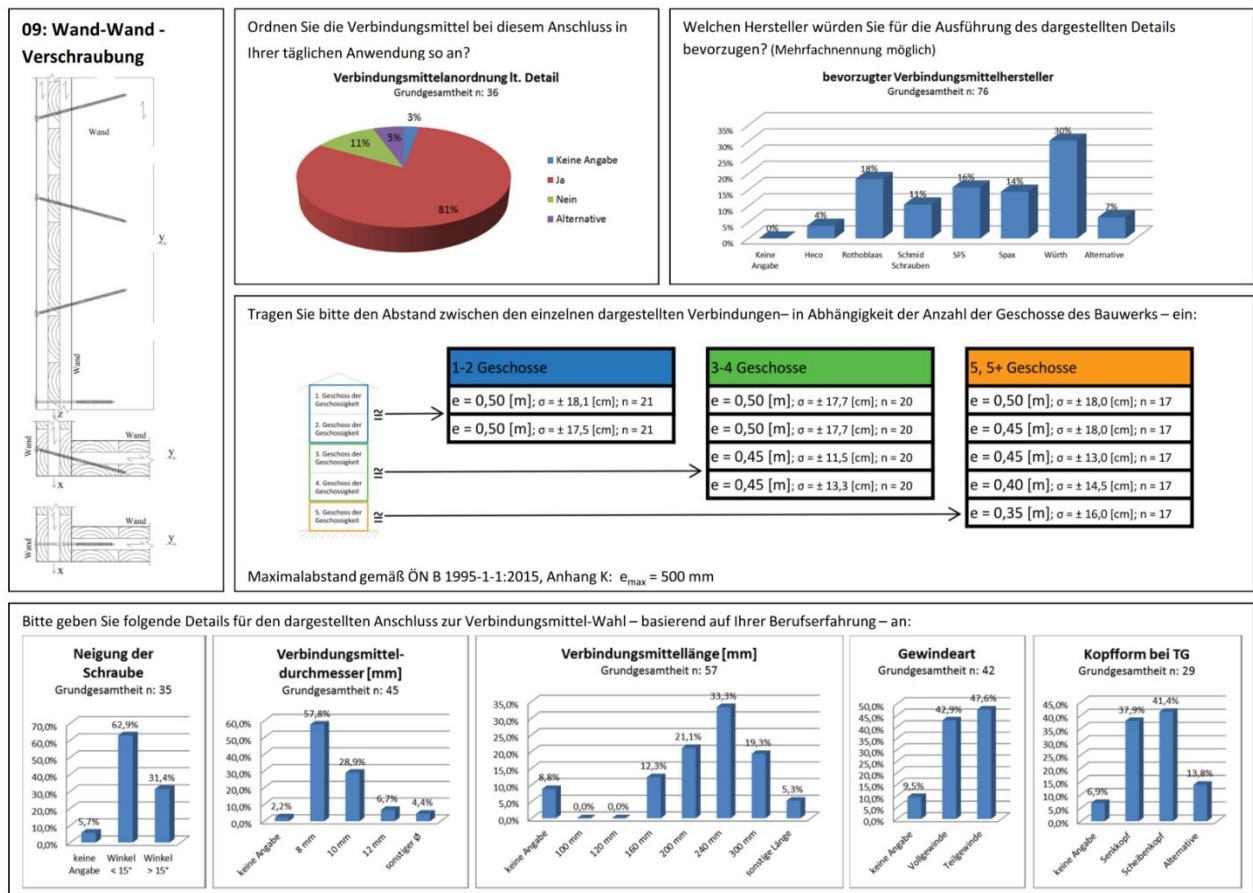 09: Wand-Wand -
Verschraubung
Wand
y
Wand
z
Wand
Wand
y
x
Wand
Wand
y
x
Ordnen Sie die Verbindungsmittel bei diesem Anschluss in
Ihrer täglichen Anwendung so an?
Verbindungsmittelanordnung lt. Detail
Grundgesamtheit n: 36
3%
5%
11%
81%
Keine Angabe
Ja
Nein
Alternative
Welchen Hersteller würden Sie für die Ausführung des dargestellten Details
bevorzugen? (Mehrfachnennung möglich)
bevorzugter Verbindungsmittelhersteller
Grundgesamtheit n: 76
35%
30%
25%
20%
15%
10%
5%
0%
0%
4%
18%
11%
16%
14%
30%
7%
Keine Angabe
Heco
Rothoblaas
Schmid Schrauben
SFS
Spax
Würth
Alternative
Tragen Sie bitte den Abstand zwischen den einzelnen dargestellten Verbindungen– in Abhängigkeit der Anzahl der Geschosse des Bauwerks – ein:
1. Geschoss der
Geschossigkeit
2. Geschoss der
Geschossigkeit
3. Geschoss der
Geschossigkeit
4. Geschoss der
Geschossigkeit
5. Geschoss der
Geschossigkeit
1-2 Geschosse
e = 0,50 [m]; σ = ± 18,1 [cm]; n = 21
e = 0,50 [m]; σ = ± 17,5 [cm]; n = 21
3-4 Geschosse
e = 0,50 [m]; σ = ± 17,7 [cm]; n = 20
e = 0,50 [m]; σ = ± 17,7 [cm]; n = 20
e = 0,45 [m]; σ = ± 11,5 [cm]; n = 20
e = 0,45 [m]; σ = ± 13,3 [cm]; n = 20
5, 5+ Geschosse
e = 0,50 [m]; σ = ± 18,0 [cm]; n = 17
e = 0,45 [m]; σ = ± 18,0 [cm]; n = 17
e = 0,45 [m]; σ = ± 13,0 [cm]; n = 17
e = 0,40 [m]; σ = ± 14,5 [cm]; n = 17
e = 0,35 [m]; σ = ± 16,0 [cm]; n = 17
Maximalabstand gemäß ÖN B 1995-1-1:2015, Anhang K: emax = 500 mm
Bitte geben Sie folgende Details für den dargestellten Anschluss zur Verbindungsmittel-Wahl – basierend auf Ihrer Berufserfahrung – an:
Neigung der
Schraube
Grundgesamtheit n: 35
70,0%
60,0%
50,0%
40,0%
30,0%
20,0%
10,0%
0,0%
5,7%
62,9%
31,4%
keine Angabe
Winkel < 15°
Winkel > 15°
Verbindungsmittel-
durchmesser [mm]
Grundgesamtheit n: 45
60,0%
50,0%
40,0%
30,0%
20,0%
10,0%
0,0%
2,2%
57,8%
28,9%
6,7%
4,4%
keine Angabe
8 mm
10 mm
12 mm
sonstiger Ø
Verbindungsmittellänge [mm]
Grundgesamtheit n: 57
35,0%
30,0%
25,0%
20,0%
15,0%
10,0%
5,0%
0,0%
8,8%
0,0%
0,0%
12,3%
21,1%
33,3%
19,3%
5,3%
keine Angabe
100 mm
120 mm
160 mm
200 mm
240 mm
300 mm
sonstige Länge
Gewindeart
Grundgesamtheit n: 42
50,0%
45,0%
40,0%
35,0%
30,0%
25,0%
20,0%
15,0%
10,0%
5,0%
0,0%
9,5%
42,9%
47,6%
keine Angabe
Vollgewinde
Teilgewinde
Kopfform bei TG
Grundgesamtheit n: 29
45,0%
40,0%
35,0%
30,0%
25,0%
20,0%
15,0%
10,0%
5,0%
0,0%
6,9%
37,9%
41,4%
13,8%
keine Angabe
Senkkopf
Scheibenkopf
Alternative